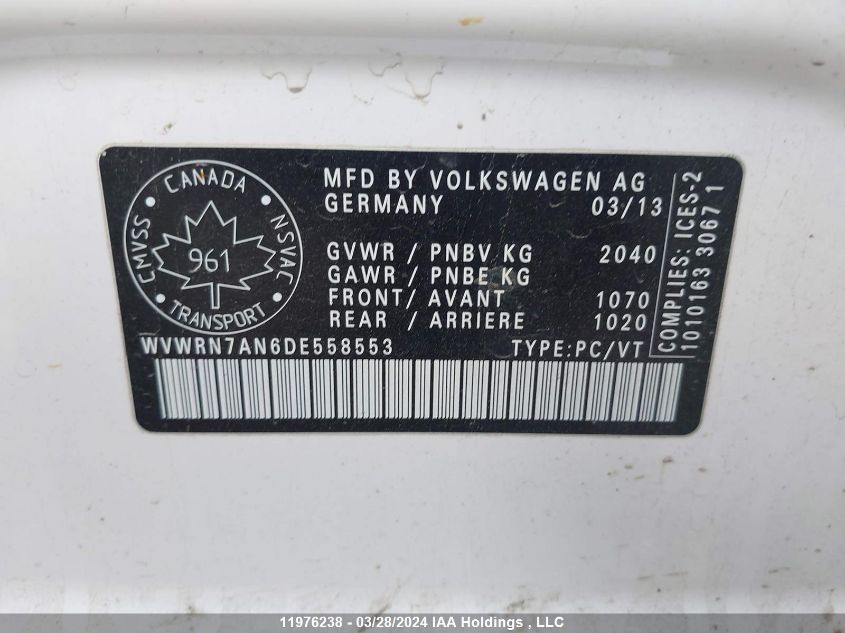 CANADA
CMVSS
NSVAC
961
TRANSPORT
MFD BY VOLKSWAGEN AG
GERMANY 03/13
GVWR / PNBV KG 2040
GAWR / PNBE KG
FRONT/ AVANT 1070
REAR / ARRIERE 1020
WVWRN7AN6DE558553 TYPE:PC/VT
COMPLIES: ICES-2
1010163 3067 1
11976238 - 03/28/2024 IAA Holdings , LLC